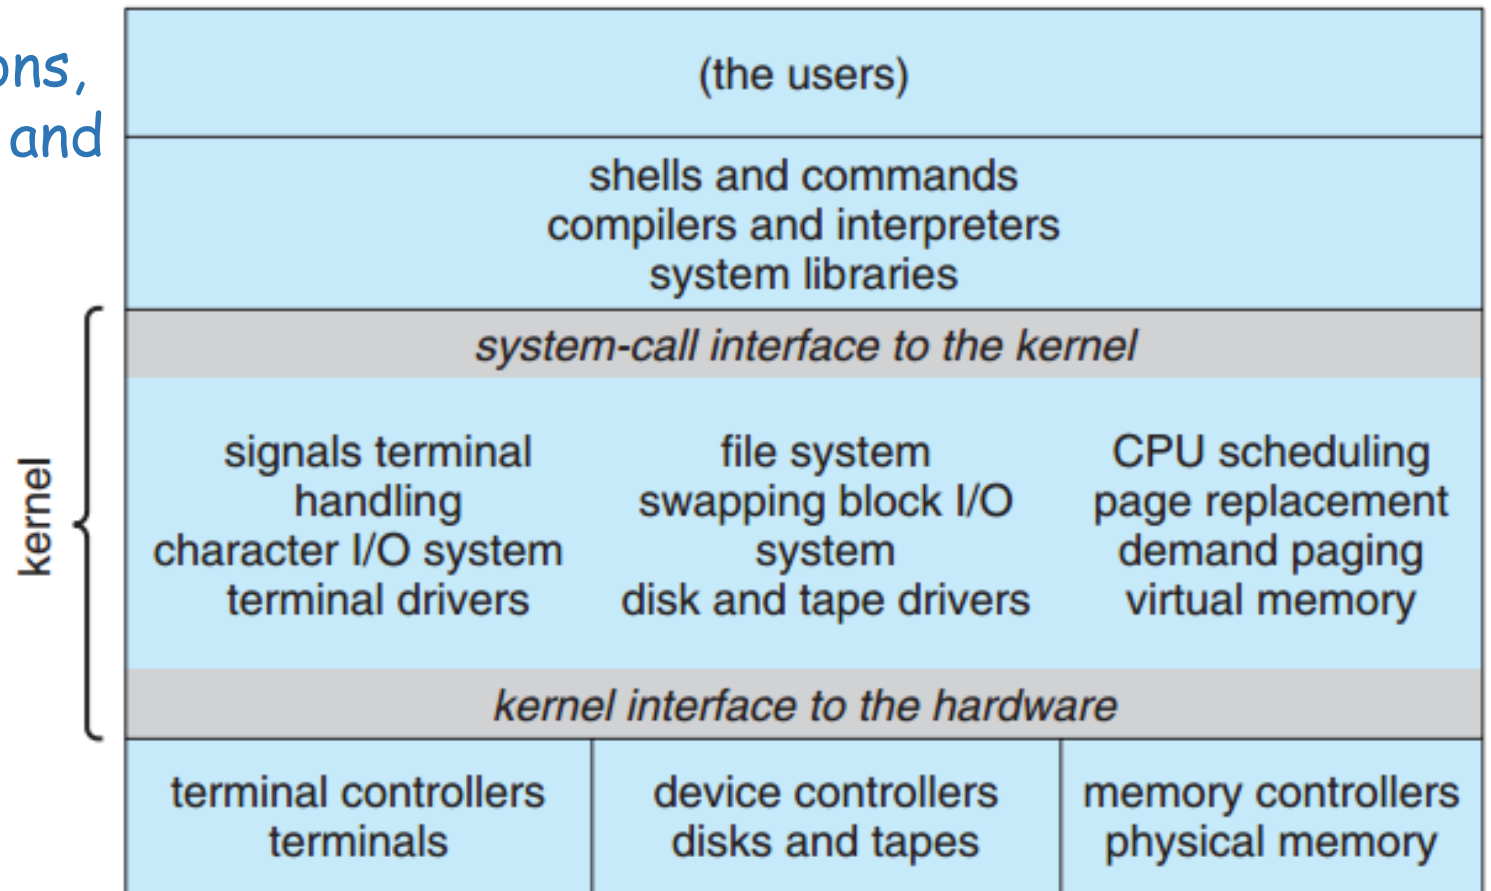 and
(the users)
shells and commands
compilers and interpreters
system libraries
kernel
system-call interface to the kernel
signals terminal
handling
character I/O system
terminal drivers
file system
swapping block I/O
system
disk and tape drivers
CPU scheduling
page replacement
demand paging
virtual memory
kernel interface to the hardware
terminal controllers
terminals
device controllers
disks and tapes
memory controllers
physical memory